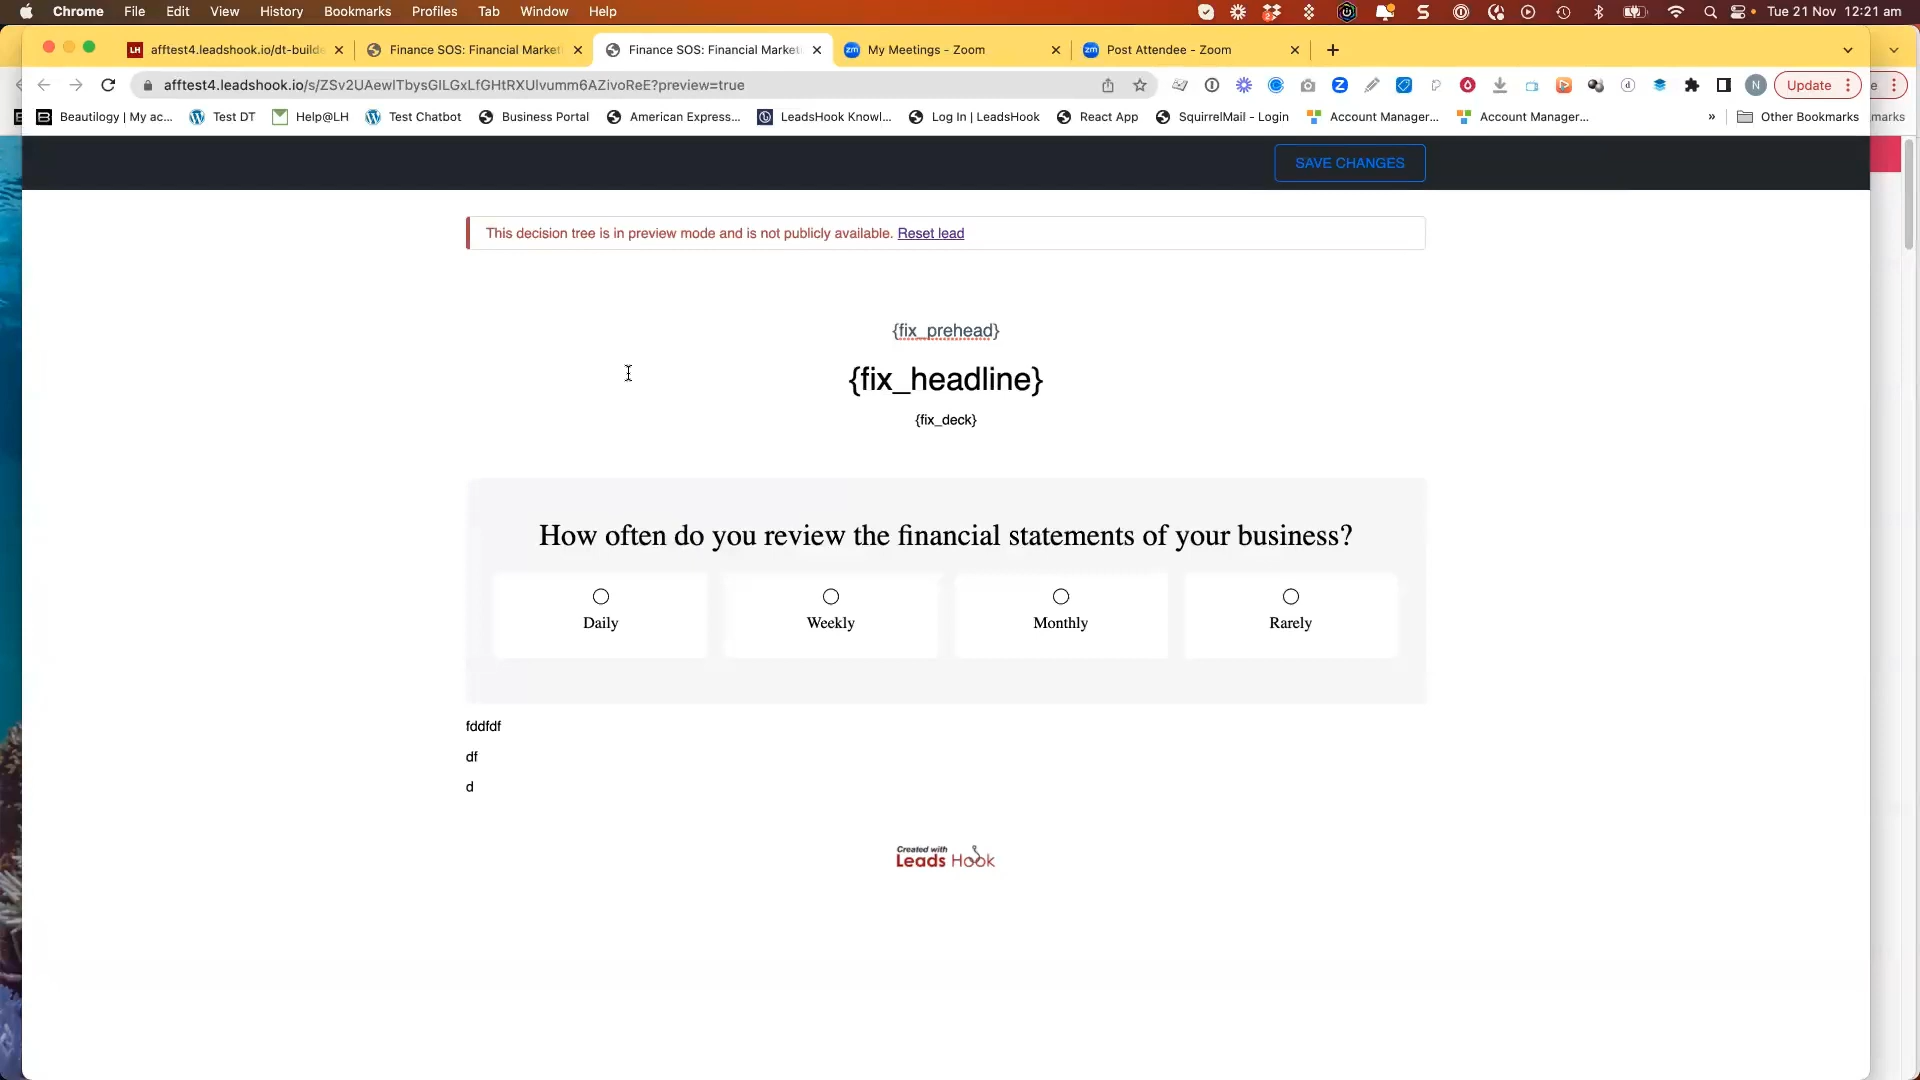 Chrome File Edit View History Bookmarks Profiles Tab Window Help Tue 21 Nov 12:21 am
afftest4.leadshook.io/dt-builde Finance SOS: Financial Market Finance SOS: Financial Market My Meetings - Zoom Post Attendee - Zoom
afftest4.leadshook.io/s/ZSv2UAewlTbysGlLGxLfGHtRXUlvumm6AZivoReE?preview=true N Update e
Beautilogy | My ac... Test DT Help@LH Test Chatbot Business Portal American Express... LeadsHook Knowl... Log In | LeadsHook React App SquirrelMail - Login Account Manager... Account Manager... » Other Bookmarks marks
SAVE CHANGES
This decision tree is in preview mode and is not publicly available. Reset lead
{fix_prehead}
{fix_headline}
{fix_deck}
How often do you review the financial statements of your business?
Daily Weekly Monthly Rarely
fddfdf
df
d
Created with
Leads Hook